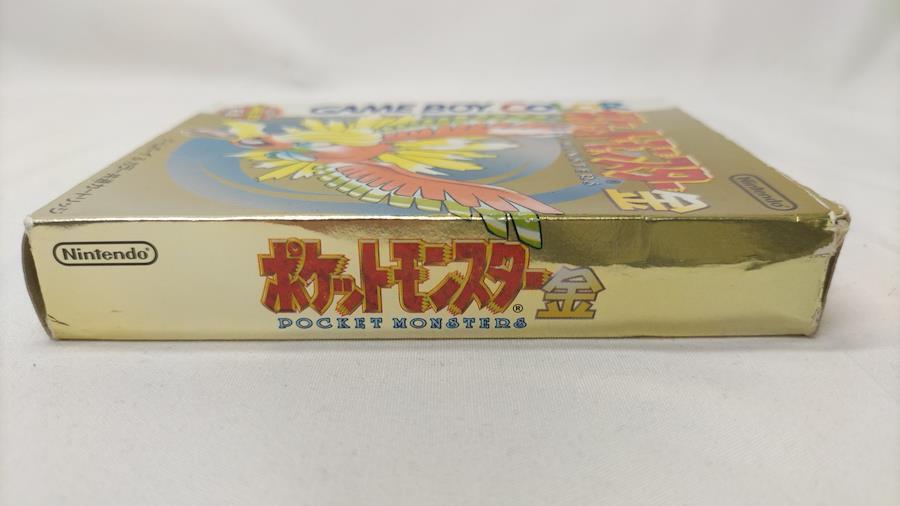 GAME BOY COLOR
ポケットモンスター
金
MONSTERS
Nintendo
Nintendo
ポケットモンスター金
POCKET MONSTERS